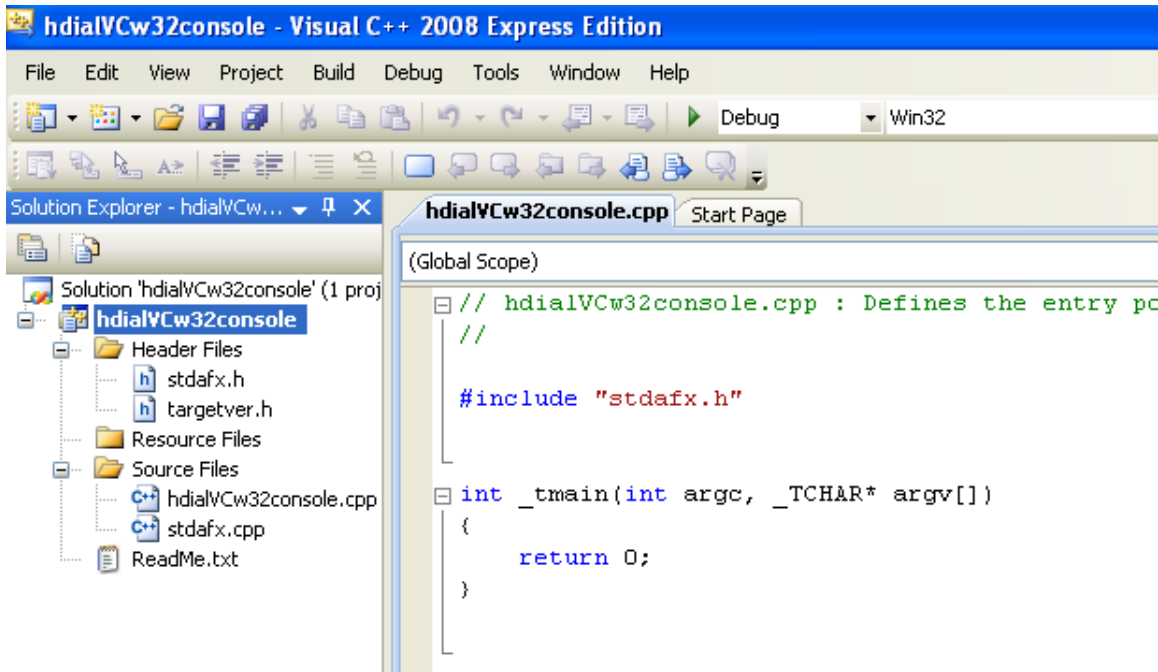 hdialVCw32console - Visual C++ 2008 Express Edition
File Edit View Project Build Debug Tools Window Help
Debug Win32
Solution Explorer - hdialVCw...
hdialVCw32console.cpp Start Page
(Global Scope)
Solution 'hdialVCw32console' (1 proj
hdialVCw32console
Header Files
stdafx.h
targetver.h
Resource Files
Source Files
hdialVCw32console.cpp
stdafx.cpp
ReadMe.txt
// hdialVCw32console.cpp : Defines the entry po
//
#include "stdafx.h"
int _tmain(int argc, _TCHAR* argv[])
{
return 0;
}